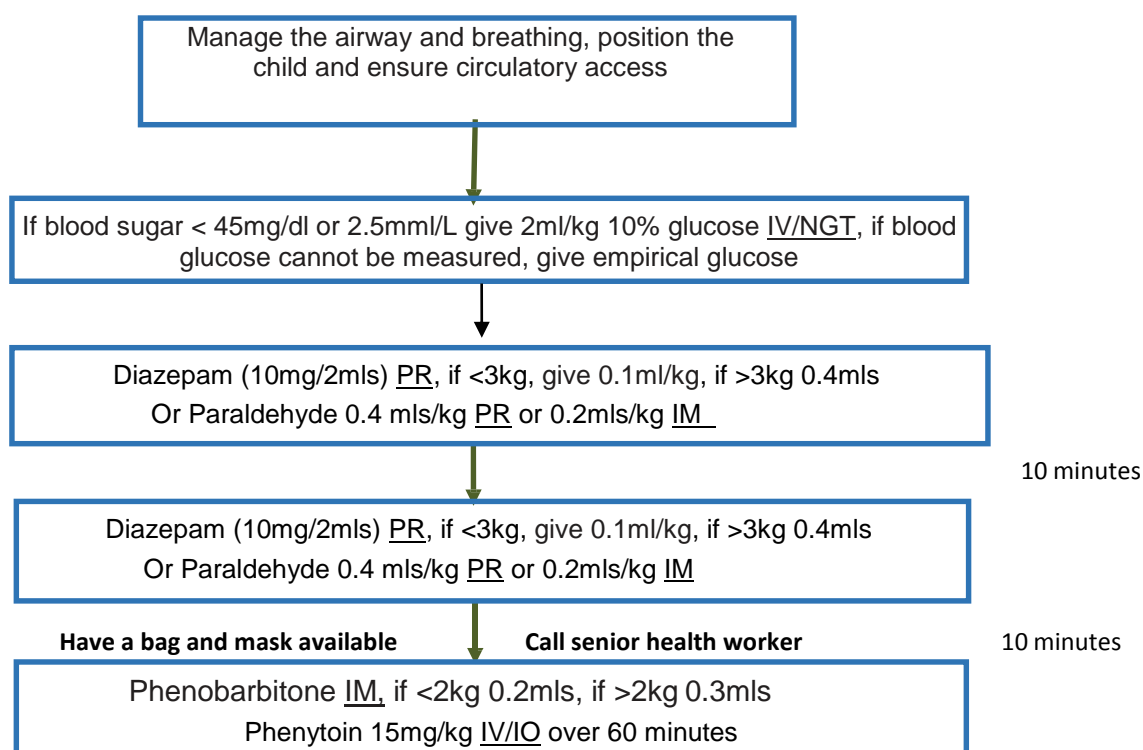 Manage the airway and breathing, position the
child and ensure circulatory access
If blood sugar < 45mg/dl or 2.5mml/L give 2ml/kg 10% glucose IV/NGT, if blood
glucose cannot be measured, give empirical glucose
Diazepam (10mg/2mls) PR, if <3kg, give 0.1ml/kg, if >3kg 0.4mls
Or Paraldehyde 0.4 mls/kg PR or 0.2mls/kg IM
10 minutes
Diazepam (10mg/2mls) PR, if <3kg, give 0.1ml/kg, if >3kg 0.4mls
Or Paraldehyde 0.4 mls/kg PR or 0.2mls/kg IM
Have a bag and mask available Call senior health worker 10 minutes
Phenobarbitone IM, if <2kg 0.2mls, if >2kg 0.3mls
Phenytoin 15mg/kg IV/IO over 60 minutes